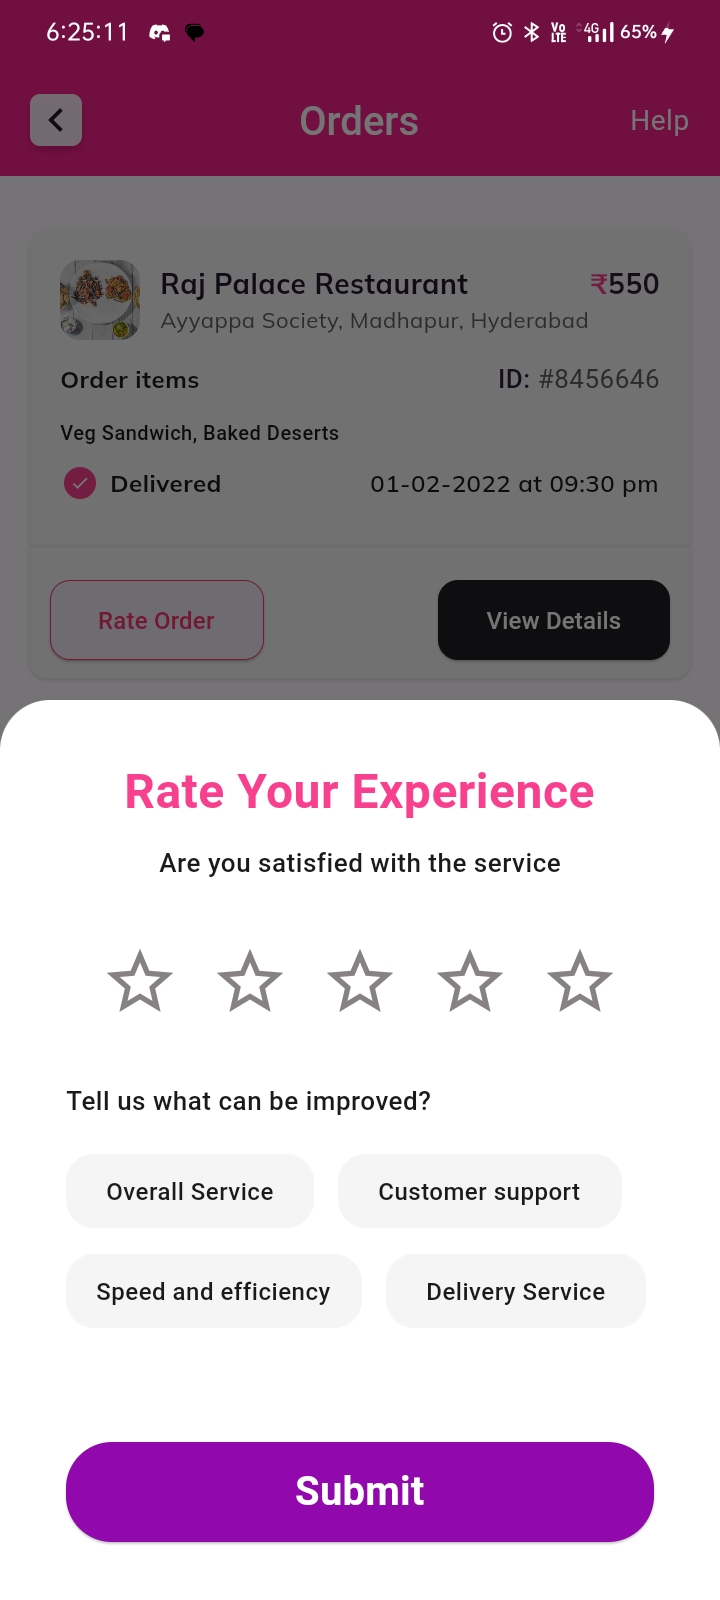 6:25:11 Vo LTE 4G 65%
Orders Help
Raj Palace Restaurant ₹550
Ayyappa Society, Madhapur, Hyderabad
Order items ID: #8456646
Veg Sandwich, Baked Deserts
Delivered 01-02-2022 at 09:30 pm
Rate Order View Details
Rate Your Experience
Are you satisfied with the service
Tell us what can be improved?
Overall Service Customer support
Speed and efficiency Delivery Service
Submit